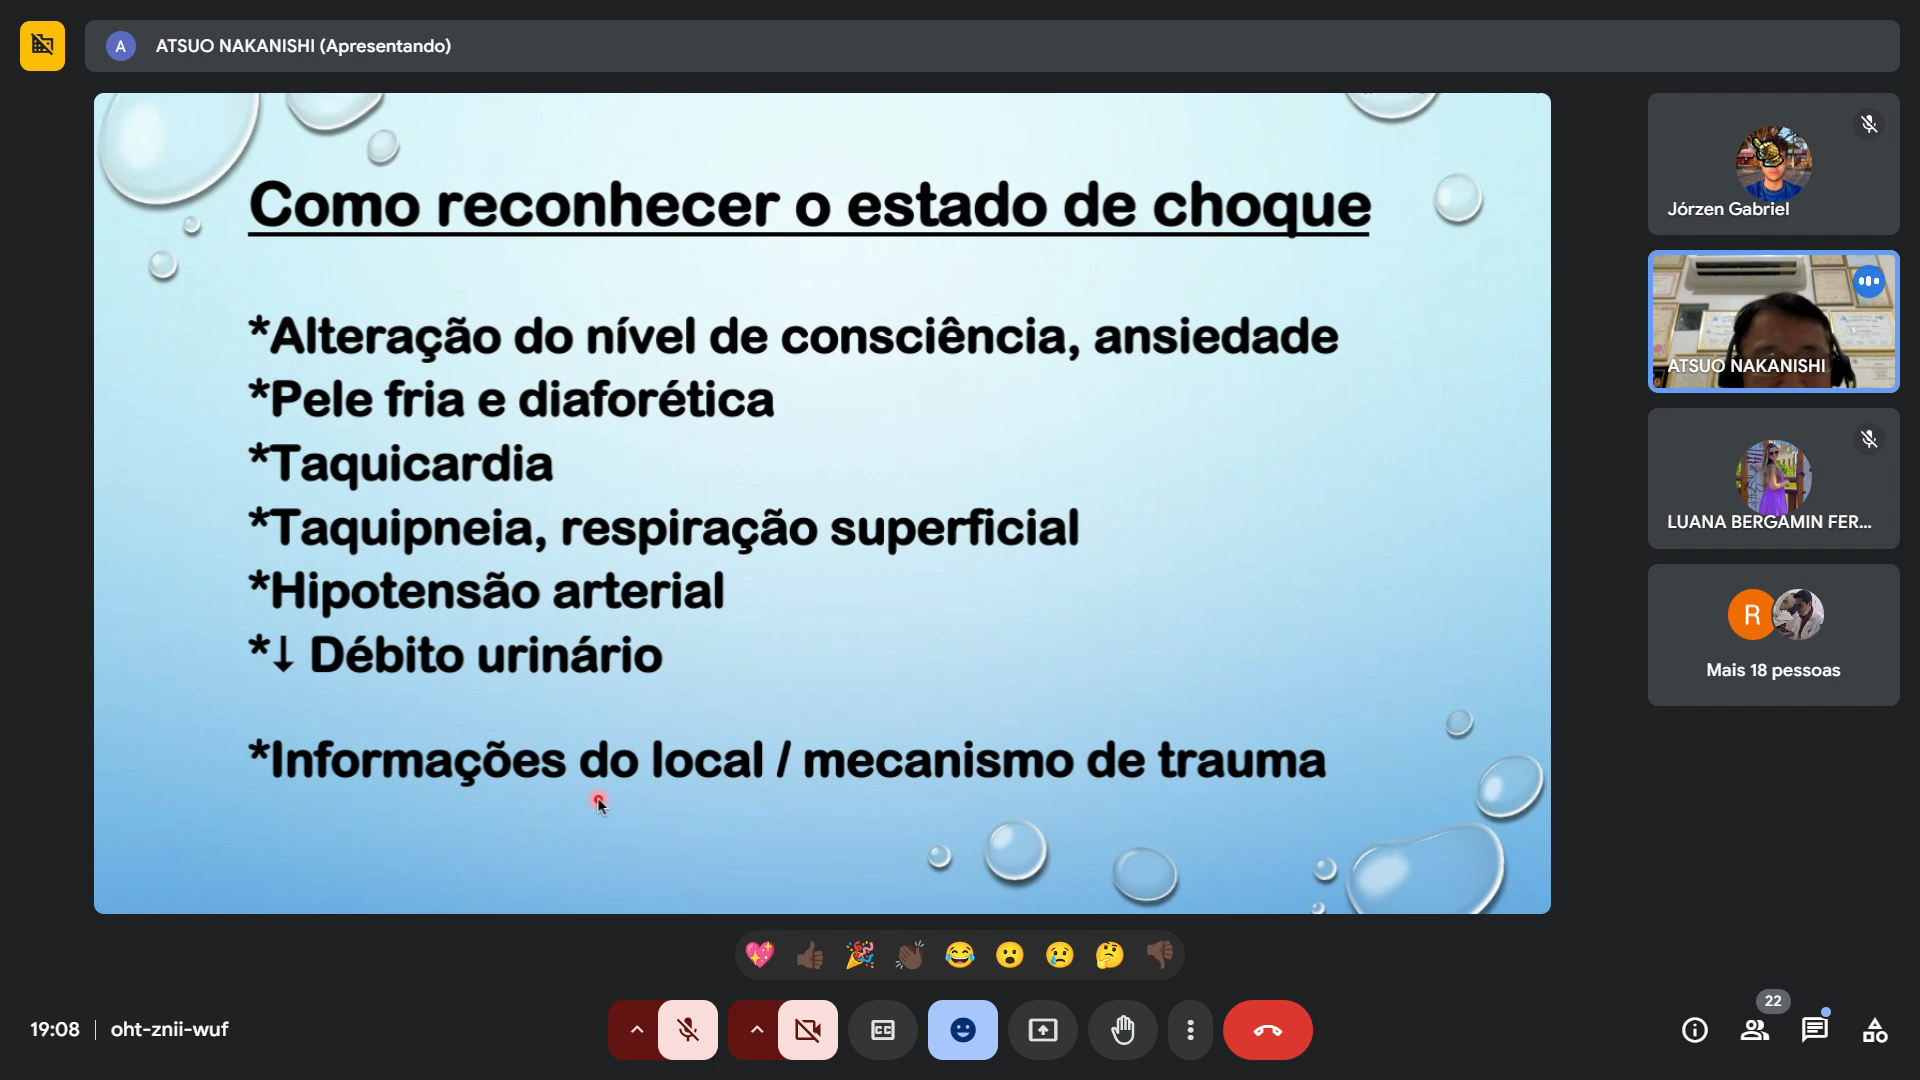 A ATSUO NAKANISHI (Apresentando)
Como reconhecer o estado de choque
*Alteração do nível de consciência, ansiedade
*Pele fria e diaforética
*Taquicardia
*Taquipneia, respiração superficial
*Hipotensão arterial
*↓ Débito urinário
*Informações do local / mecanismo de trauma
Jórzen Gabriel
ATSUO NAKANISHI
LUANA BERGAMIN FER...
R
Mais 18 pessoas
19:08 | oht-znii-wuf
CC
22